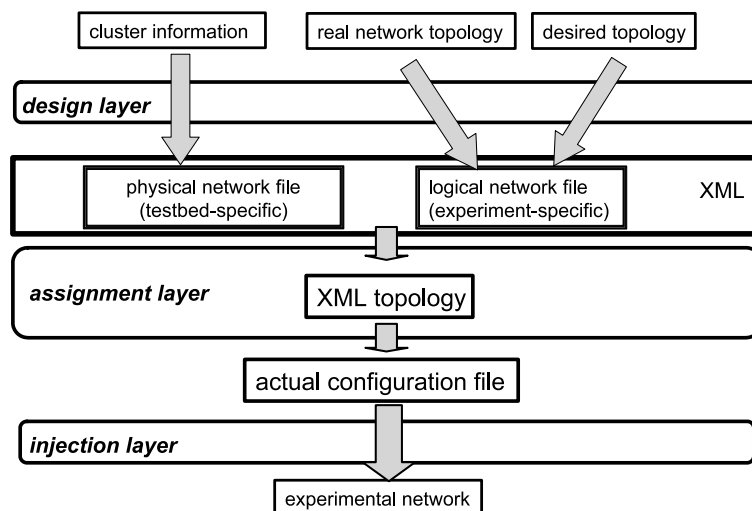 cluster information
real network topology
desired topology
design layer
physical network file
(testbed-specific)
logical network file
(experiment-specific)
XML
assignment layer
XML topology
actual configuration file
injection layer
experimental network